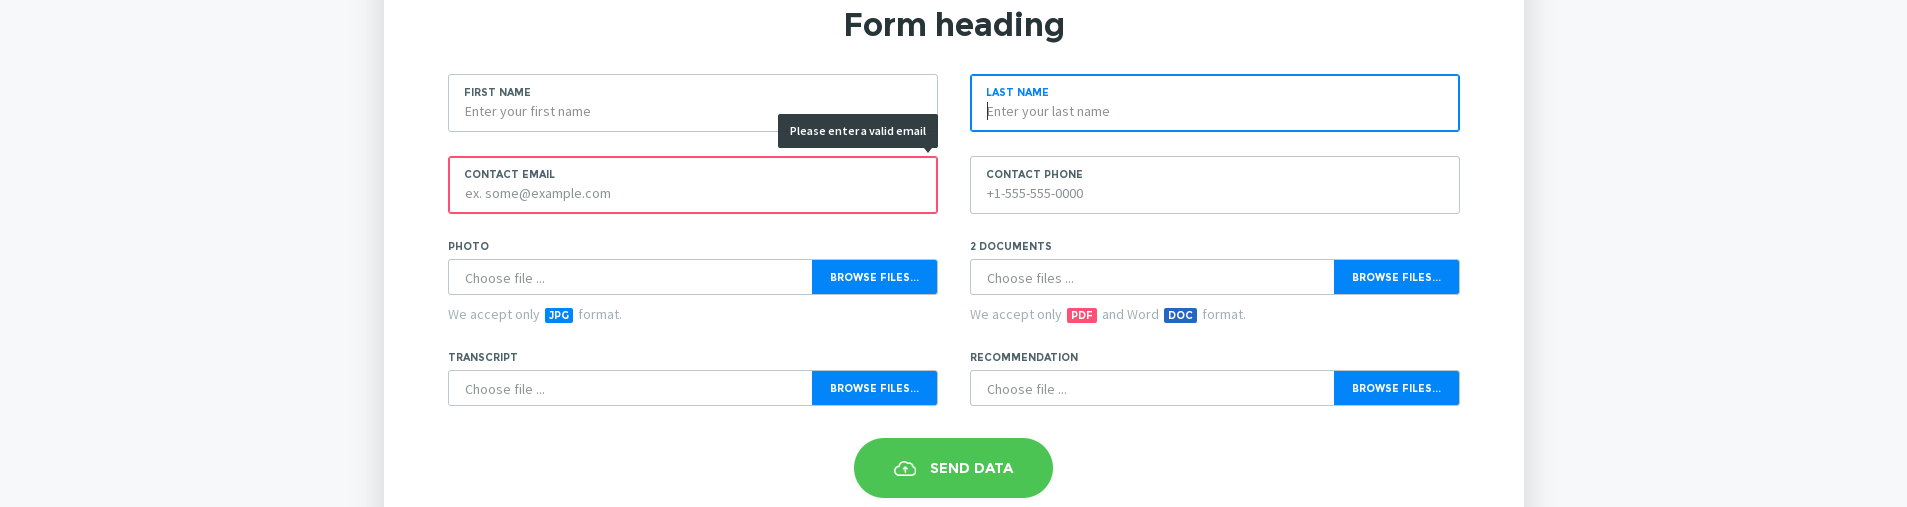 Form heading
FIRST NAME
Enter your first name
LAST NAME
Enter your last name
Please enter a valid email
CONTACT EMAIL
ex. some@example.com
CONTACT PHONE
+1-555-555-0000
PHOTO
Choose file ...
BROWSE FILES...
We accept only JPG format.
2 DOCUMENTS
Choose files ...
BROWSE FILES...
We accept only PDF and Word DOC format.
TRANSCRIPT
Choose file ...
BROWSE FILES...
RECOMMENDATION
Choose file ...
BROWSE FILES...
SEND DATA